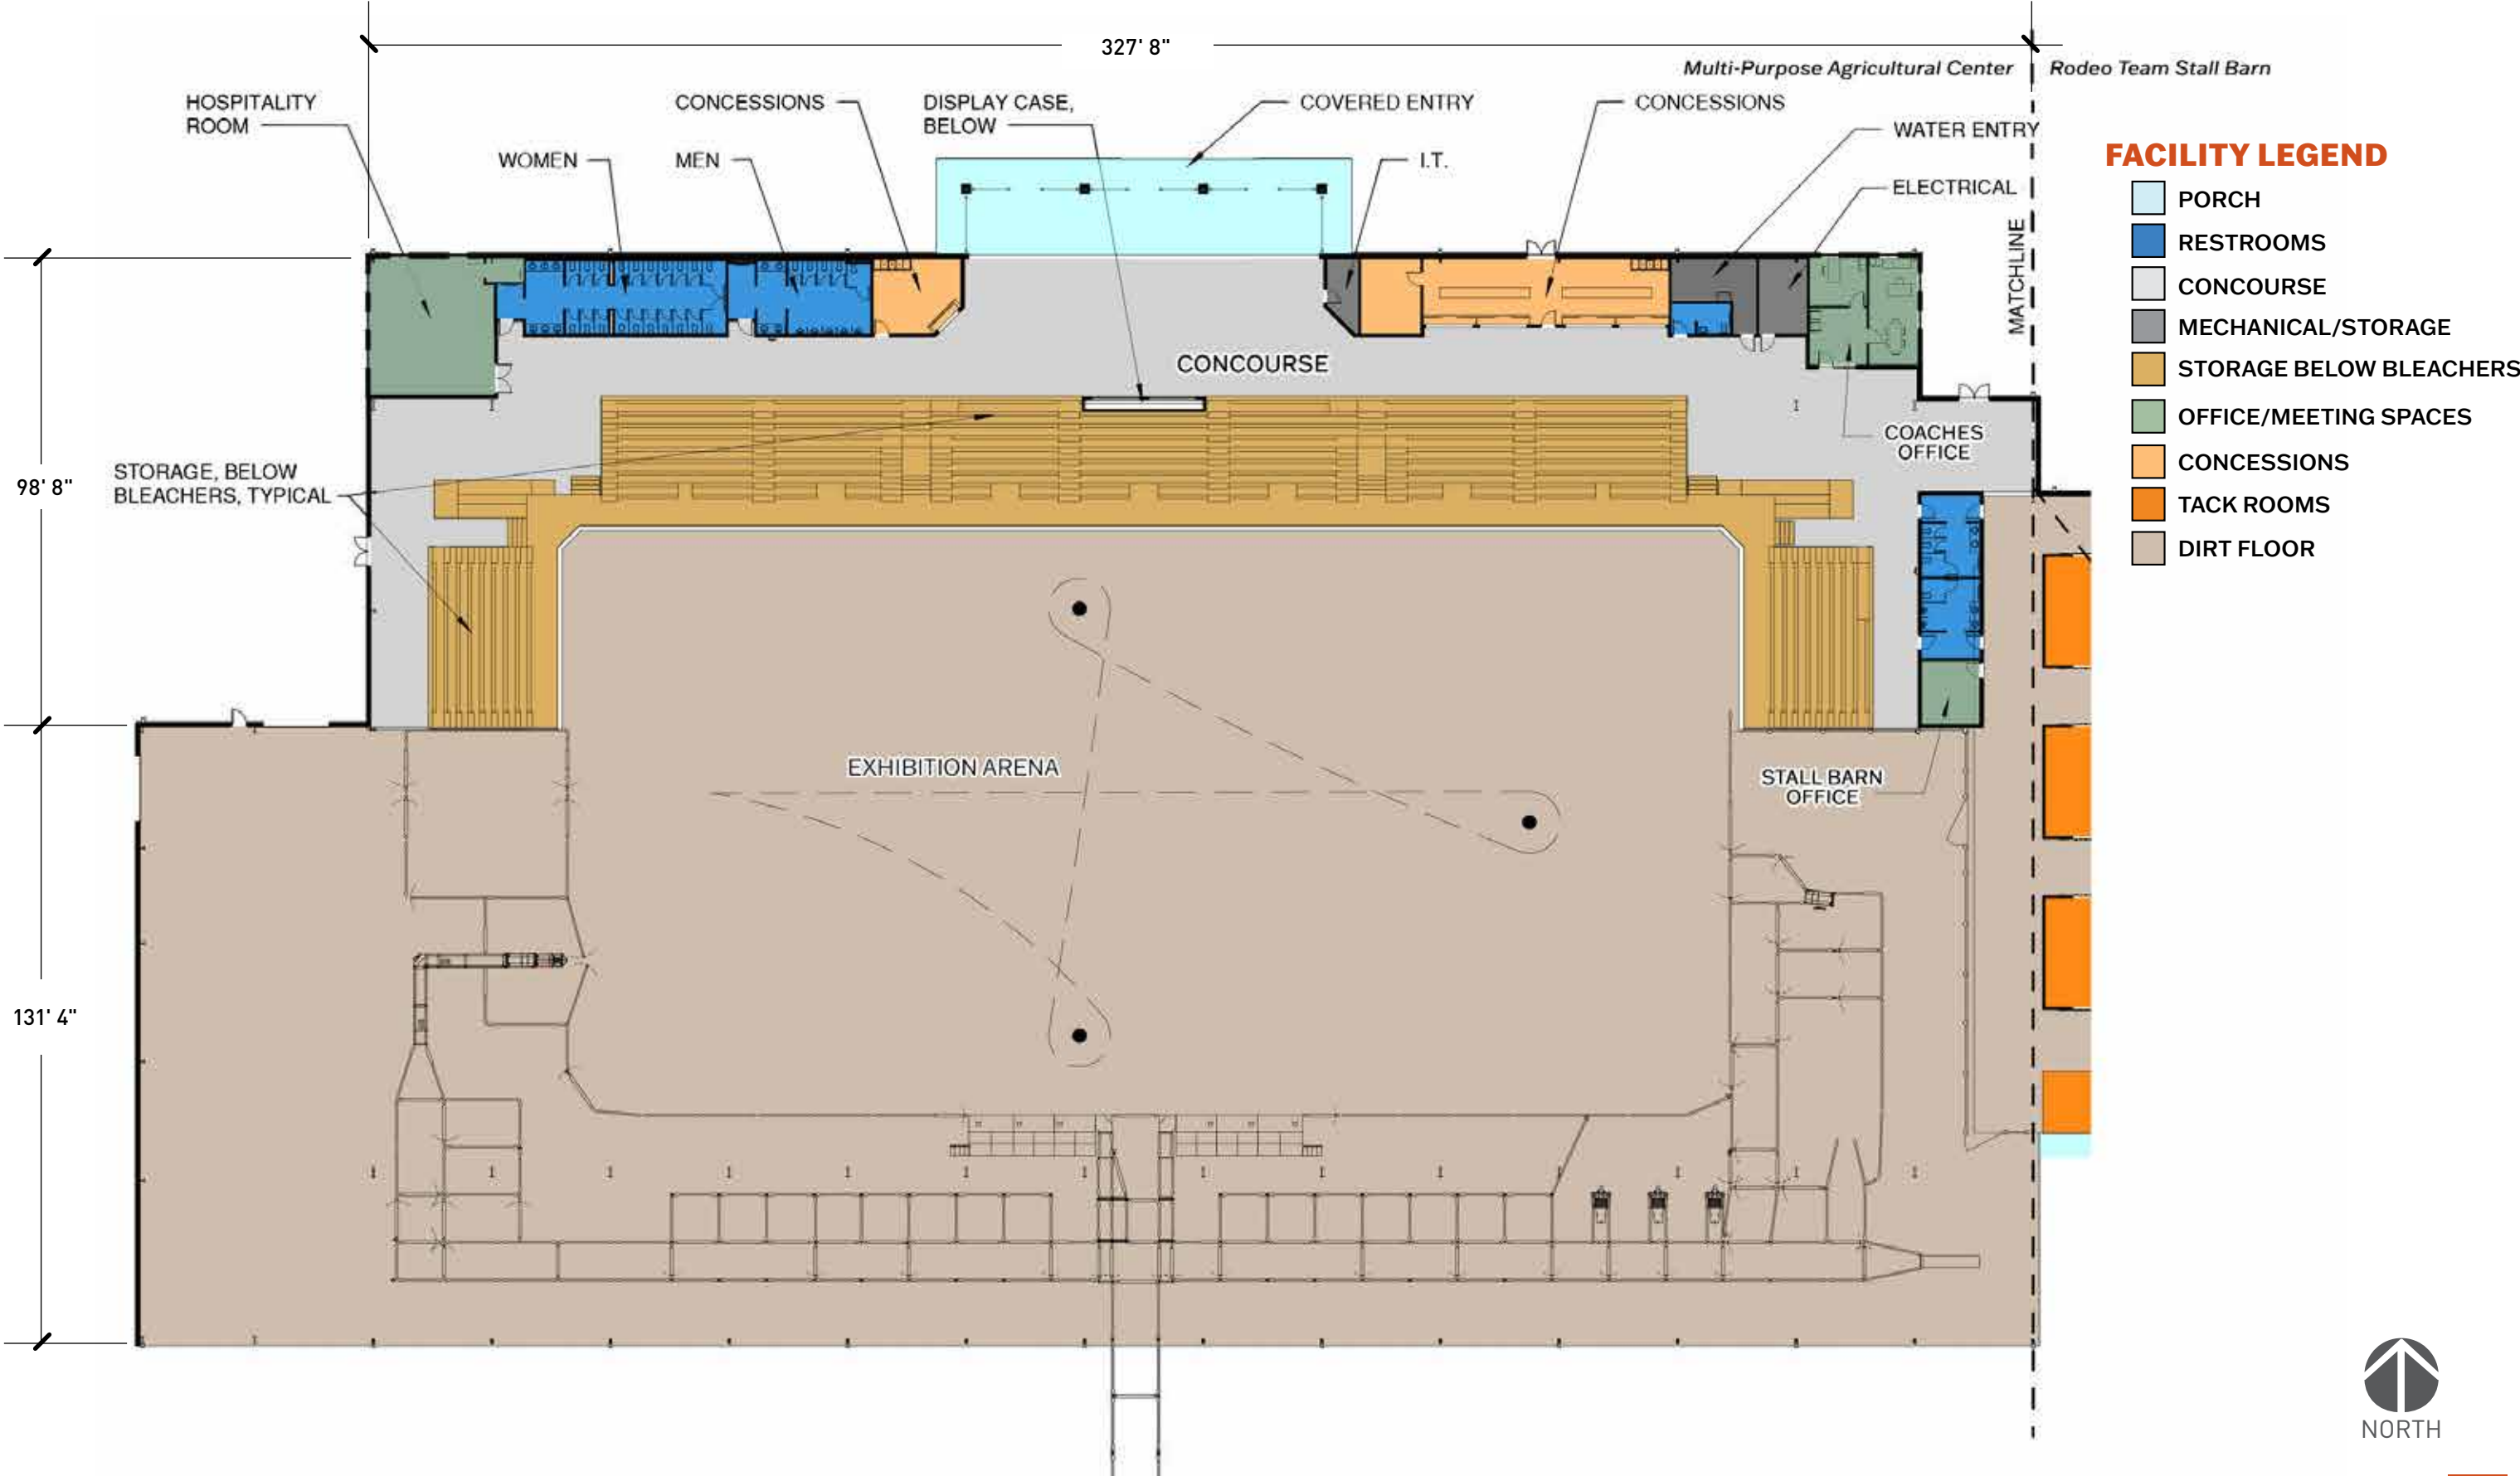 327' 8"
Multi-Purpose Agricultural Center
Rodeo Team Stall Barn
HOSPITALITY
ROOM
CONCESSIONS
DISPLAY CASE,
BELOW
COVERED ENTRY
CONCESSIONS
WATER ENTRY
WOMEN
MEN
I.T.
ELECTRICAL
MATCHLINE
FACILITY LEGEND
PORCH
RESTROOMS
CONCOURSE
MECHANICAL/STORAGE
STORAGE BELOW BLEACHERS
OFFICE/MEETING SPACES
CONCESSIONS
TACK ROOMS
DIRT FLOOR
CONCOURSE
COACHES
OFFICE
98' 8"
STORAGE, BELOW
BLEACHERS, TYPICAL
EXHIBITION ARENA
STALL BARN
OFFICE
131' 4"
NORTH